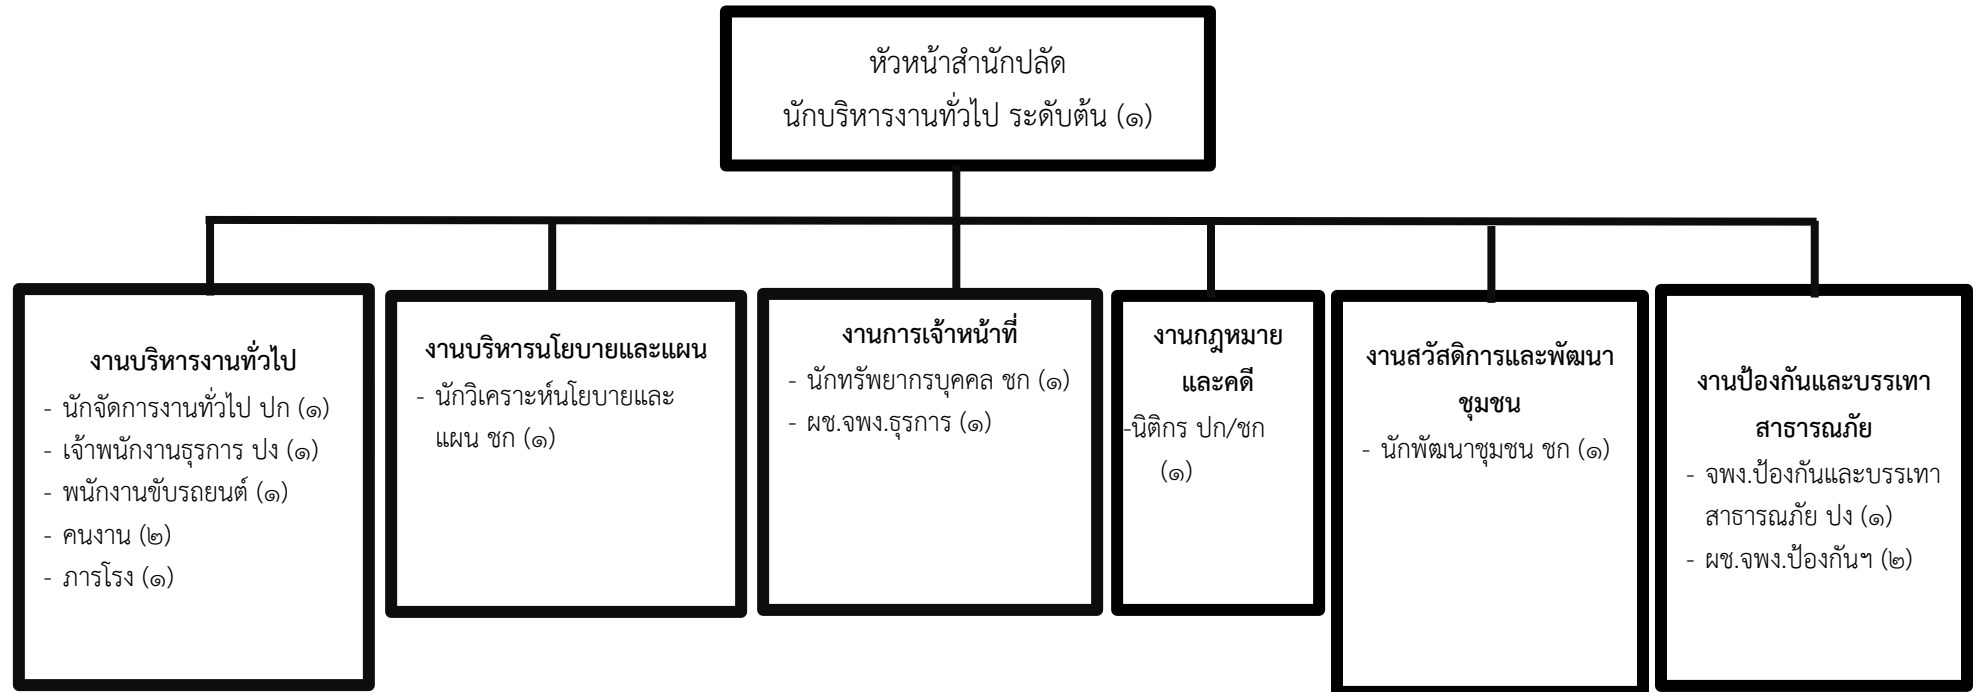 หัวหน้าสำนักปลัด
นักบริหารงานทั่วไป ระดับต้น (๑)
งานบริหารงานทั่วไป
- นักจัดการงานทั่วไป ปก (๑)
- เจ้าพนักงานธุรการ ปง (๑)
- พนักงานขับรถยนต์ (๑)
- คนงาน (๒)
- ภารโรง (๑)
งานบริหารนโยบายและแผน
- นักวิเคราะห์นโยบายและ
แผน ชก (๑)
งานการเจ้าหน้าที่
- นักทรัพยากรบุคคล ชก (๑)
- ผช.จพง.ธุรการ (๑)
งานกฎหมาย
และคดี
-นิติกร ปก/ชก
(๑)
งานสวัสดิการและพัฒนา
ชุมชน
- นักพัฒนาชุมชน ชก (๑)
งานป้องกันและบรรเทา
สาธารณภัย
- จพง.ป้องกันและบรรเทา
สาธารณภัย ปง (๑)
- ผช.จพง.ป้องกันฯ (๒)